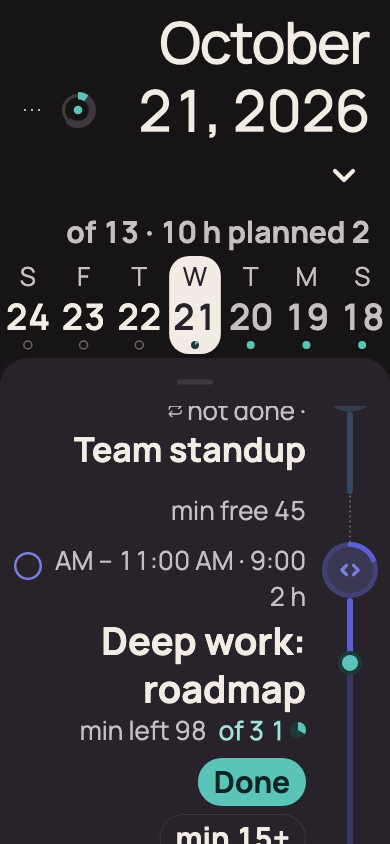 October
21, 2026
of 13 · 10 h planned 2
S F T W T M S
24 23 22 21 20 19 18
not done ·
Team standup
min free 45
AM – 11:00 AM · 9:00
2 h
Deep work:
roadmap
min left 98 of 3 1
Done
min 15+